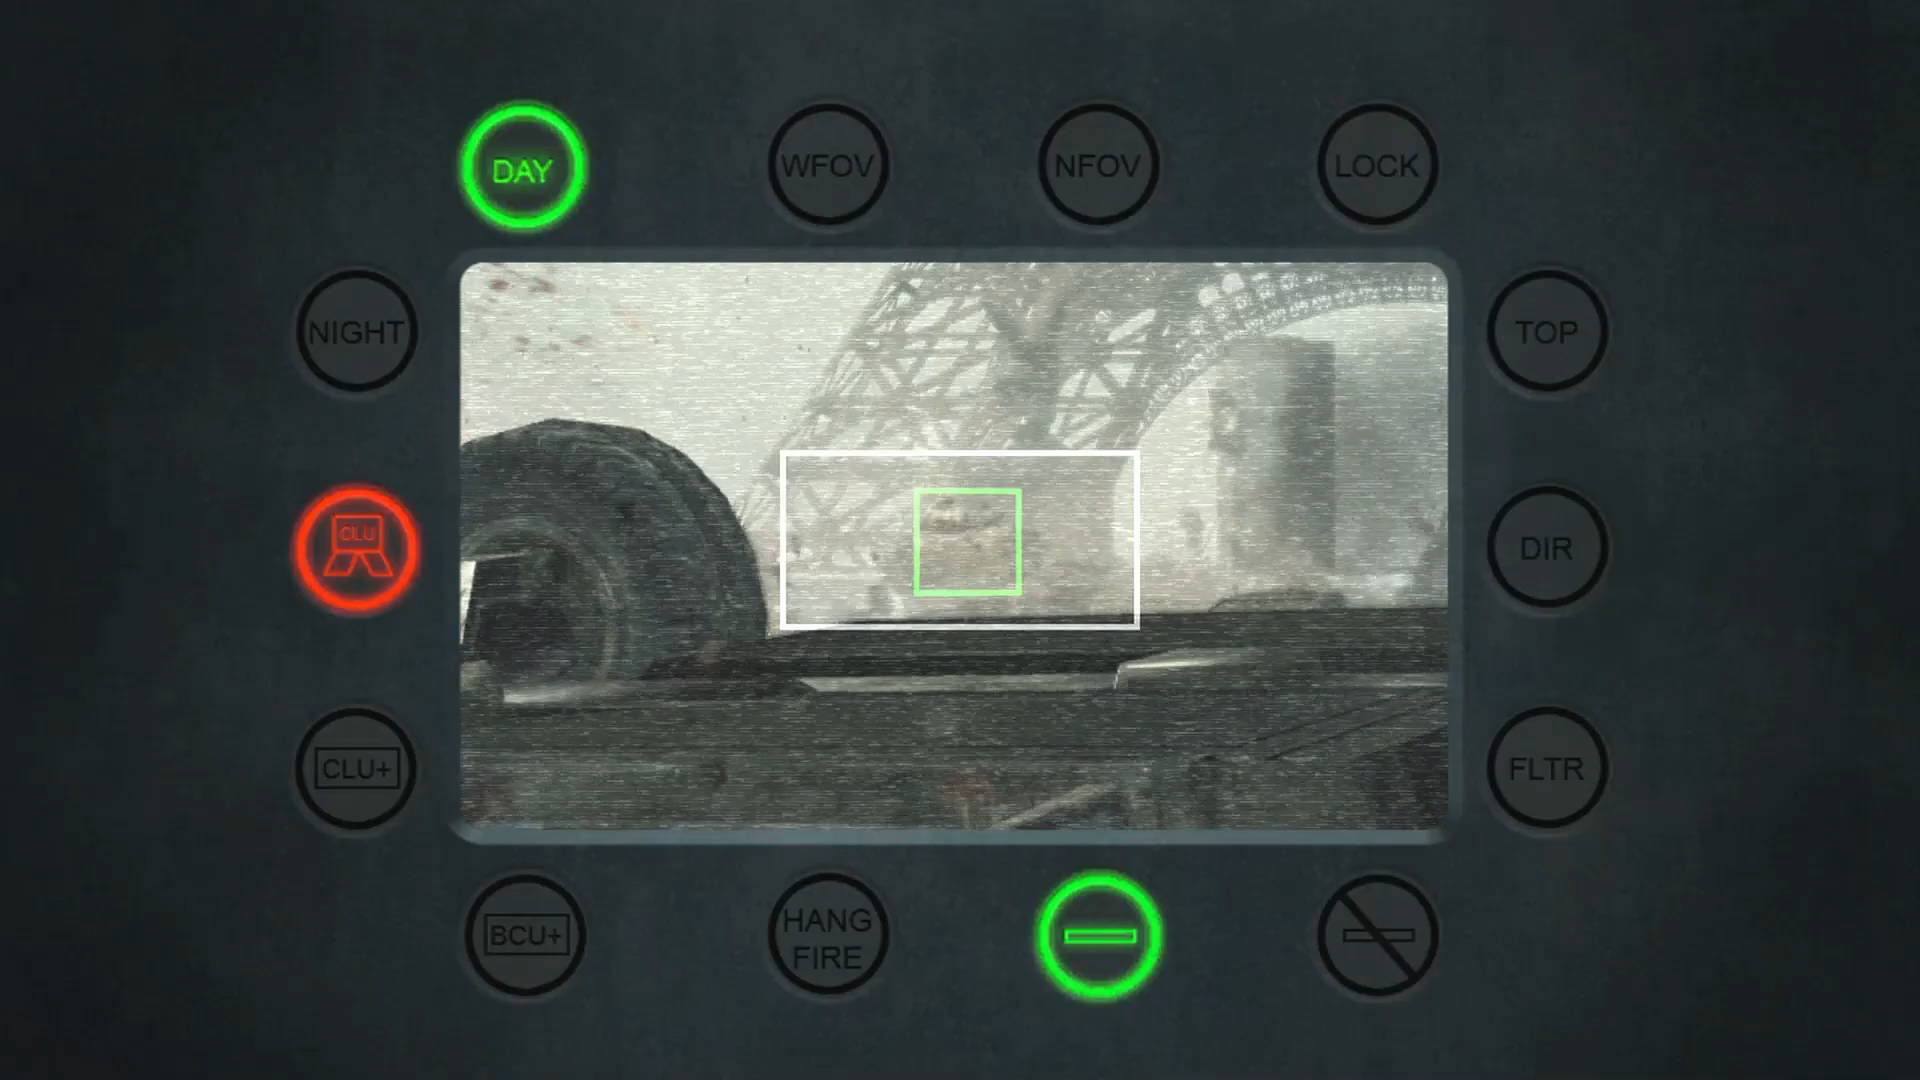 DAY
WFOV
NFOV
LOCK
NIGHT
TOP
CLU
DIR
CLU+
FLTR
BCU+
HANG
FIRE